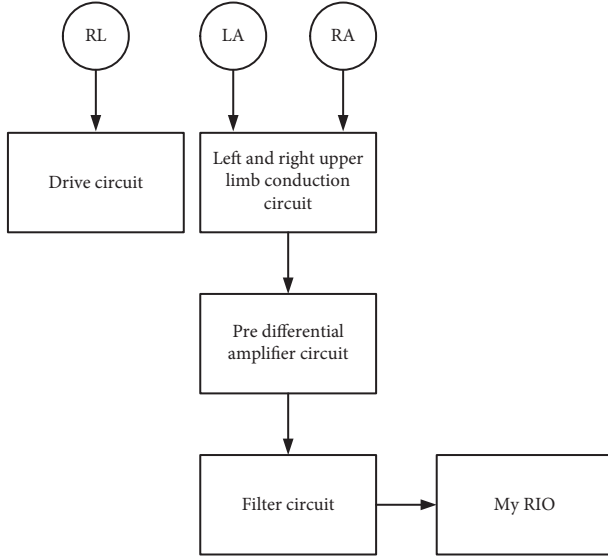 RL
LA
RA
Drive circuit
Left and right upper
limb conduction
circuit
Pre differential
amplifier circuit
Filter circuit
My RIO